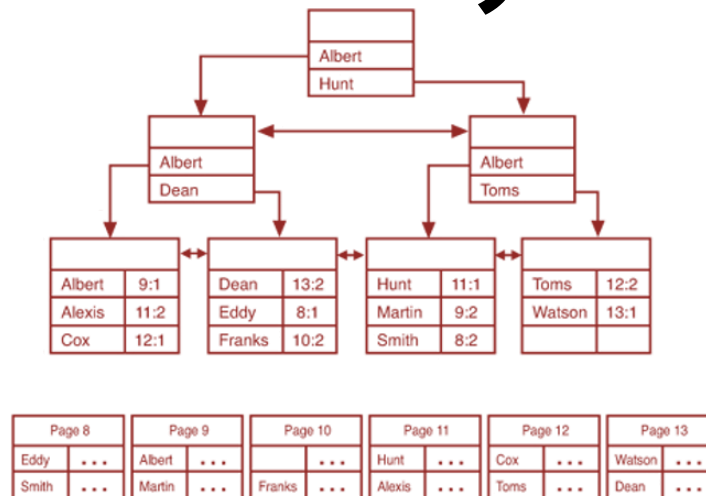 Albert
Hunt
Albert
Dean
Albert
Toms
Albert 9:1
Alexis 11:2
Cox 12:1
Dean 13:2
Eddy 8:1
Franks 10:2
Hunt 11:1
Martin 9:2
Smith 8:2
Toms 12:2
Watson 13:1
Page 8
Eddy ...
Smith ...
Page 9
Albert ...
Martin ...
Page 10
...
Franks ...
Page 11
Hunt ...
Alexis ...
Page 12
Cox ...
Toms ...
Page 13
Watson ...
Dean ...